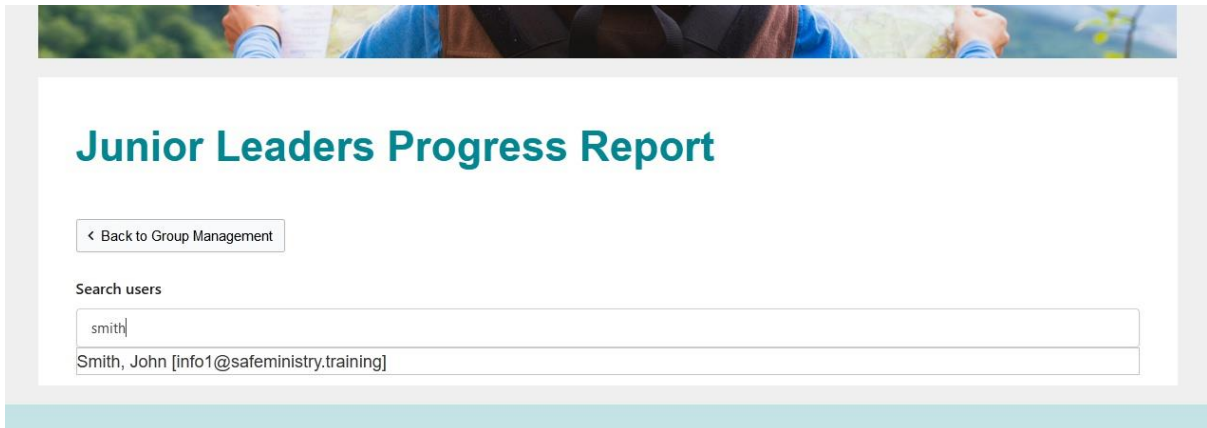 Junior Leaders Progress Report
< Back to Group Management
Search users
smith
Smith, John [info1@safeministry.training]